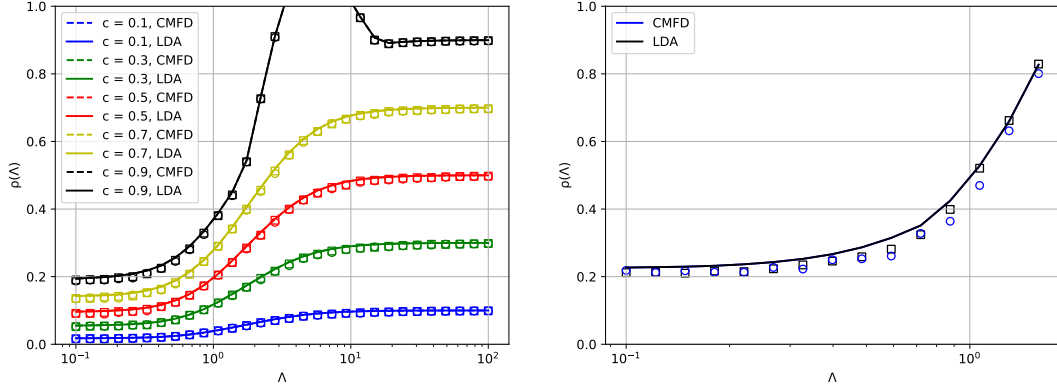 c = 0.1, CMFD
c = 0.1, LDA
c = 0.3, CMFD
c = 0.3, LDA
c = 0.5, CMFD
c = 0.5, LDA
c = 0.7, CMFD
c = 0.7, LDA
c = 0.9, CMFD
c = 0.9, LDA
0.0
0.2
0.4
0.6
0.8
1.0
ρ(Λ)
10⁻¹
10⁰
10¹
10²
Λ
CMFD
LDA
0.0
0.2
0.4
0.6
0.8
1.0
ρ(Λ)
10⁻¹
10⁰
Λ